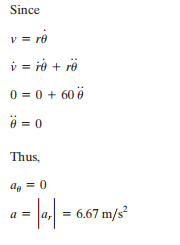 Since
v = rθ̇
v̇ = ṙθ̇ + rθ̈
0 = 0 + 60 θ̈
θ̈ = 0
Thus,
a_θ = 0
a = |a_r| = 6.67 m/s²